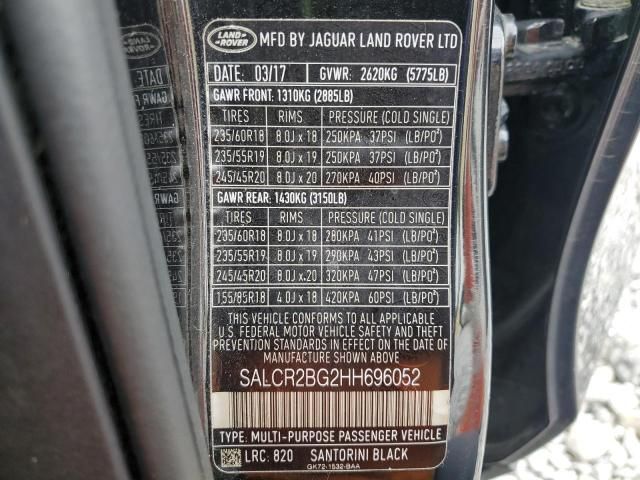 LAND-
ROVER
MFD BY JAGUAR LAND ROVER LTD
DATE: 03/17 GVWR: 2620KG (5775LB)
GAWR FRONT: 1310KG (2885LB)
TIRES RIMS PRESSURE (COLD SINGLE)
235/60R18 8.0J x 18 250KPA 37PSI (LB/PO²)
235/55R19 8.0J x 19 250KPA 37PSI (LB/PO²)
245/45R20 8.0J x 20 270KPA 40PSI (LB/PO²)
GAWR REAR: 1430KG (3150LB)
TIRES RIMS PRESSURE (COLD SINGLE)
235/60R18 8.0J x 18 280KPA 41PSI (LB/PO²)
235/55R19 8.0J x 19 290KPA 43PSI (LB/PO²)
245/45R20 8.0J x 20 320KPA 47PSI (LB/PO²)
155/85R18 4.0J x 18 420KPA 60PSI (LB/PO²)
THIS VEHICLE CONFORMS TO ALL APPLICABLE
U.S. FEDERAL MOTOR VEHICLE SAFETY AND THEFT
PREVENTION STANDARDS IN EFFECT ON THE DATE OF
MANUFACTURE SHOWN ABOVE
SALCR2BG2HH696052
TYPE: MULTI-PURPOSE PASSENGER VEHICLE
LRC: 820 SANTORINI BLACK
GK72-1532-BAA